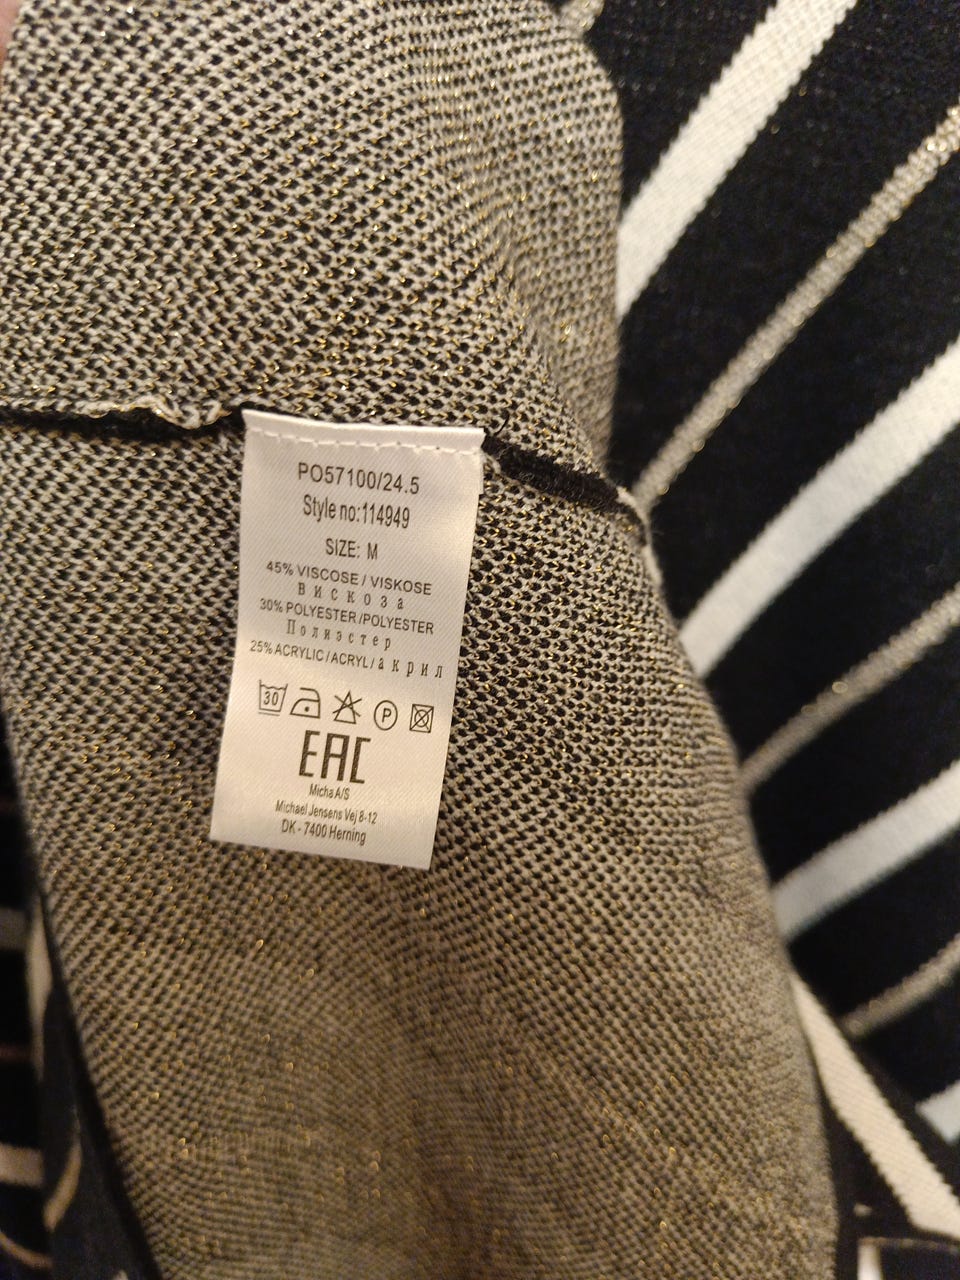 PO57100/24.5
Style no:114949
SIZE: M
45% VISCOSE / VISKOSE
вискоза
30% POLYESTER /POLYESTER
Полиэстер
25% ACRYLIC / ACRYL / акрил
30 P
EAC
Micha A/S
Michael Jensens Vej 8-12
DK - 7400 Herning